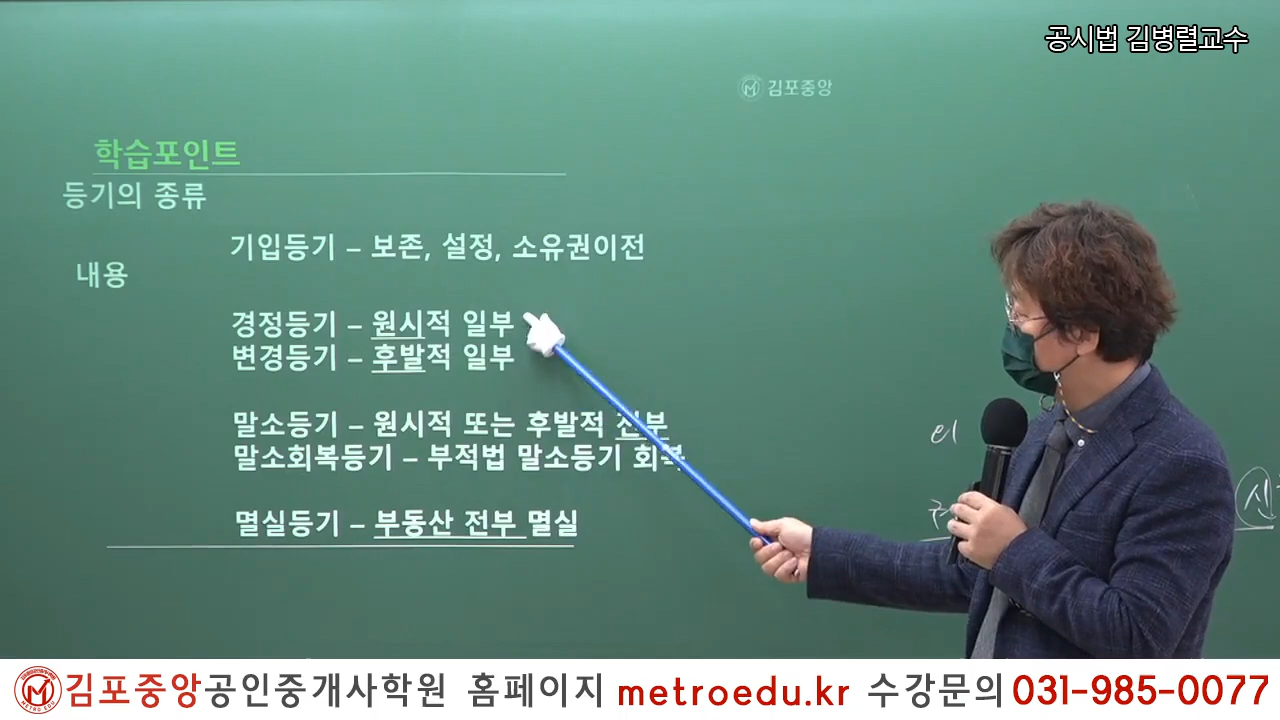 공시법 김병렬교수
김포중앙
학습포인트
등기의 종류
기입등기 – 보존, 설정, 소유권이전
내용
경정등기 – 원시적 일부
변경등기 – 후발적 일부
말소등기 – 원시적 또는 후발적 전부
말소회복등기 – 부적법 말소등기 회복
멸실등기 – 부동산 전부 멸실
신
METRO EDU
김포중앙공인중개사학원 홈페이지 metroedu.kr 수강문의 031-985-0077